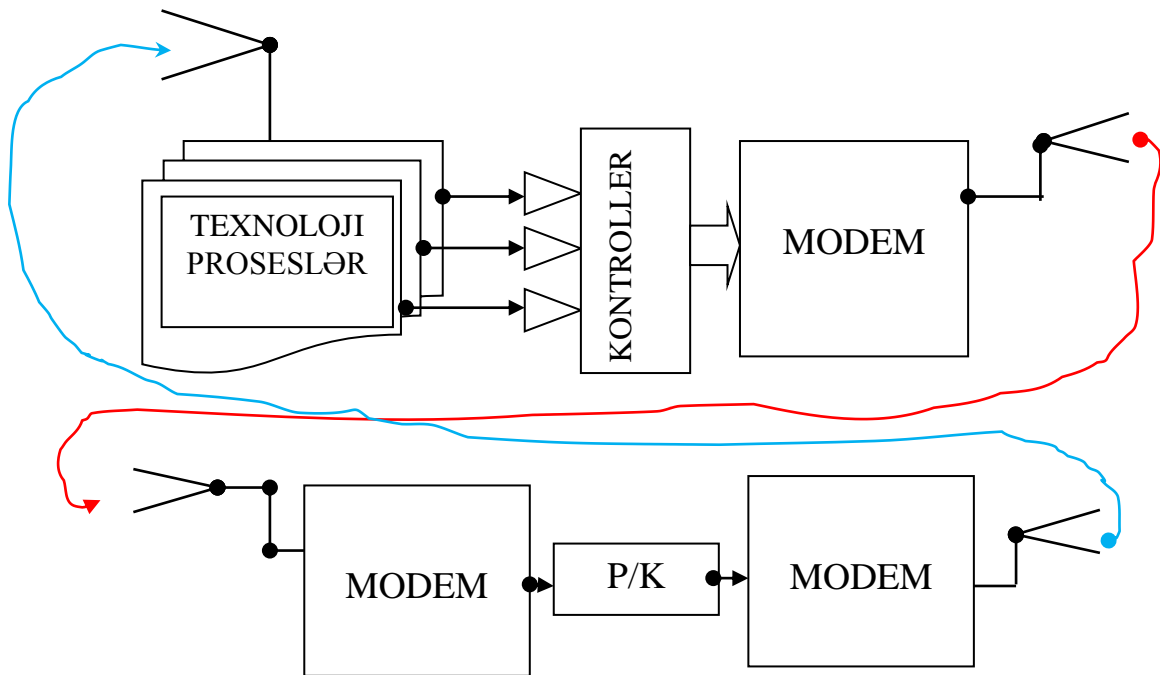 TEXNOLOJI
PROSESLƏR
KONTROLLER
MODEM
MODEM
P/K
MODEM